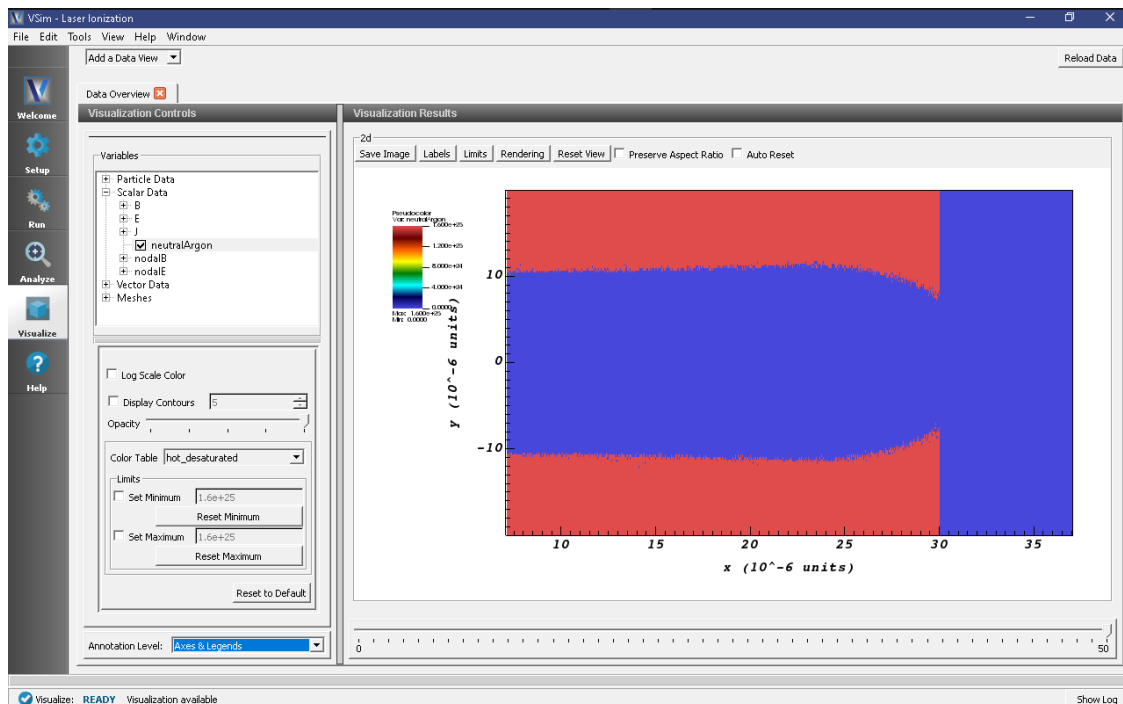 VSim - Laser Ionization
File Edit Tools View Help Window
Add a Data View
Reload Data
Data Overview
Welcome
Setup
Run
Analyze
Visualize
Help
Visualization Controls
Variables
Particle Data
Scalar Data
B
E
J
neutralArgon
nodalB
nodalE
Vector Data
Meshes
Log Scale Color
Display Contours 5
Opacity
Color Table hot_desaturated
Limits
Set Minimum 1.6e+25
Reset Minimum
Set Maximum 1.6e+25
Reset Maximum
Reset to Default
Annotation Level: Axes & Legends
Visualization Results
2d
Save Image Labels Limits Rendering Reset View Preserve Aspect Ratio Auto Reset
Pseudocolor
Var: neutralArgon
1.600e+25
1.200e+25
8.000e+24
4.000e+24
0.0000
Max: 1.600e+25
Min: 0.0000
y (10^-6 units)
10
0
-10
10 15 20 25 30 35
x (10^-6 units)
0 50
Visualize: READY Visualization available
Show Log